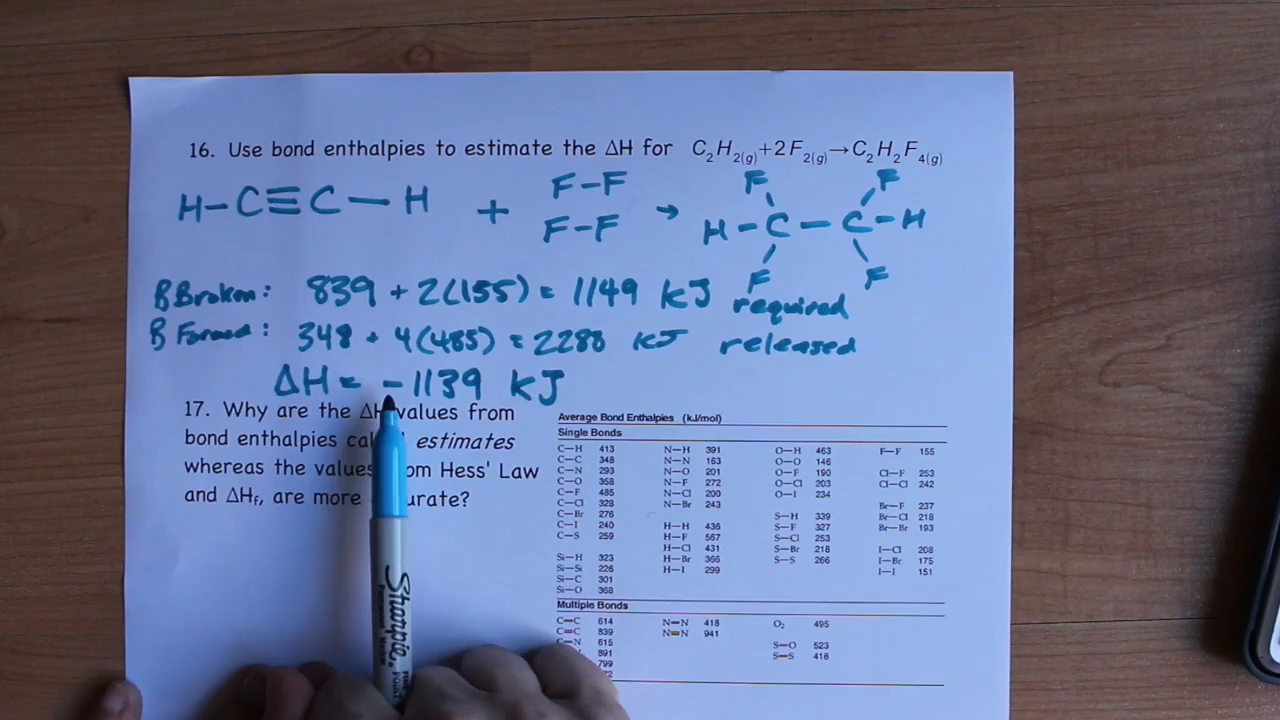 16. Use bond enthalpies to estimate the ΔH for C₂H₂(g)+2F₂(g)→C₂H₂F₄(g)
F F
H-C≡C-H + F-F → H-C-C-H
F-F
F F
B Broken: 839 + 2(155) = 1149 kJ required
B Formed: 348 + 4(485) = 2288 kJ released
ΔH = -1139 kJ
17. Why are the ΔH values from
bond enthalpies estimates
whereas the values Hess' Law
and ΔHf, are more
Average Bond Enthalpies (kJ/mol)
Single Bonds
C—H 413 N—H 391 O—H 463 F—F 155
C—C 348 N—N 163 O—O 146
C—N 293 N—O 201 O—F 190 Cl—F 253
C—O 358 N—F 272 O—Cl 203 Cl—Cl 242
C—F 485 N—Cl 200 O—I 234
C—Cl 328 N—Br 243 Br—F 237
C—Br 276 S—H 339 Br—Cl 218
C—I 240 H—H 436 S—F 327 Br—Br 193
C—S 259 H—F 567 S—Cl 253
H—Cl 431 S—Br 218 I—Cl 208
Si—H 323 H—Br 366 S—S 266 I—Br 175
Si—Si 226 H—I 299 I—I 151
Si—C 301
Si—O 368
Multiple Bonds
C=C 614 N=N 418 O₂ 495
C≡C 839 N≡N 941
C=N 615 S=O 523
891 S=S 418
799
Sharpie